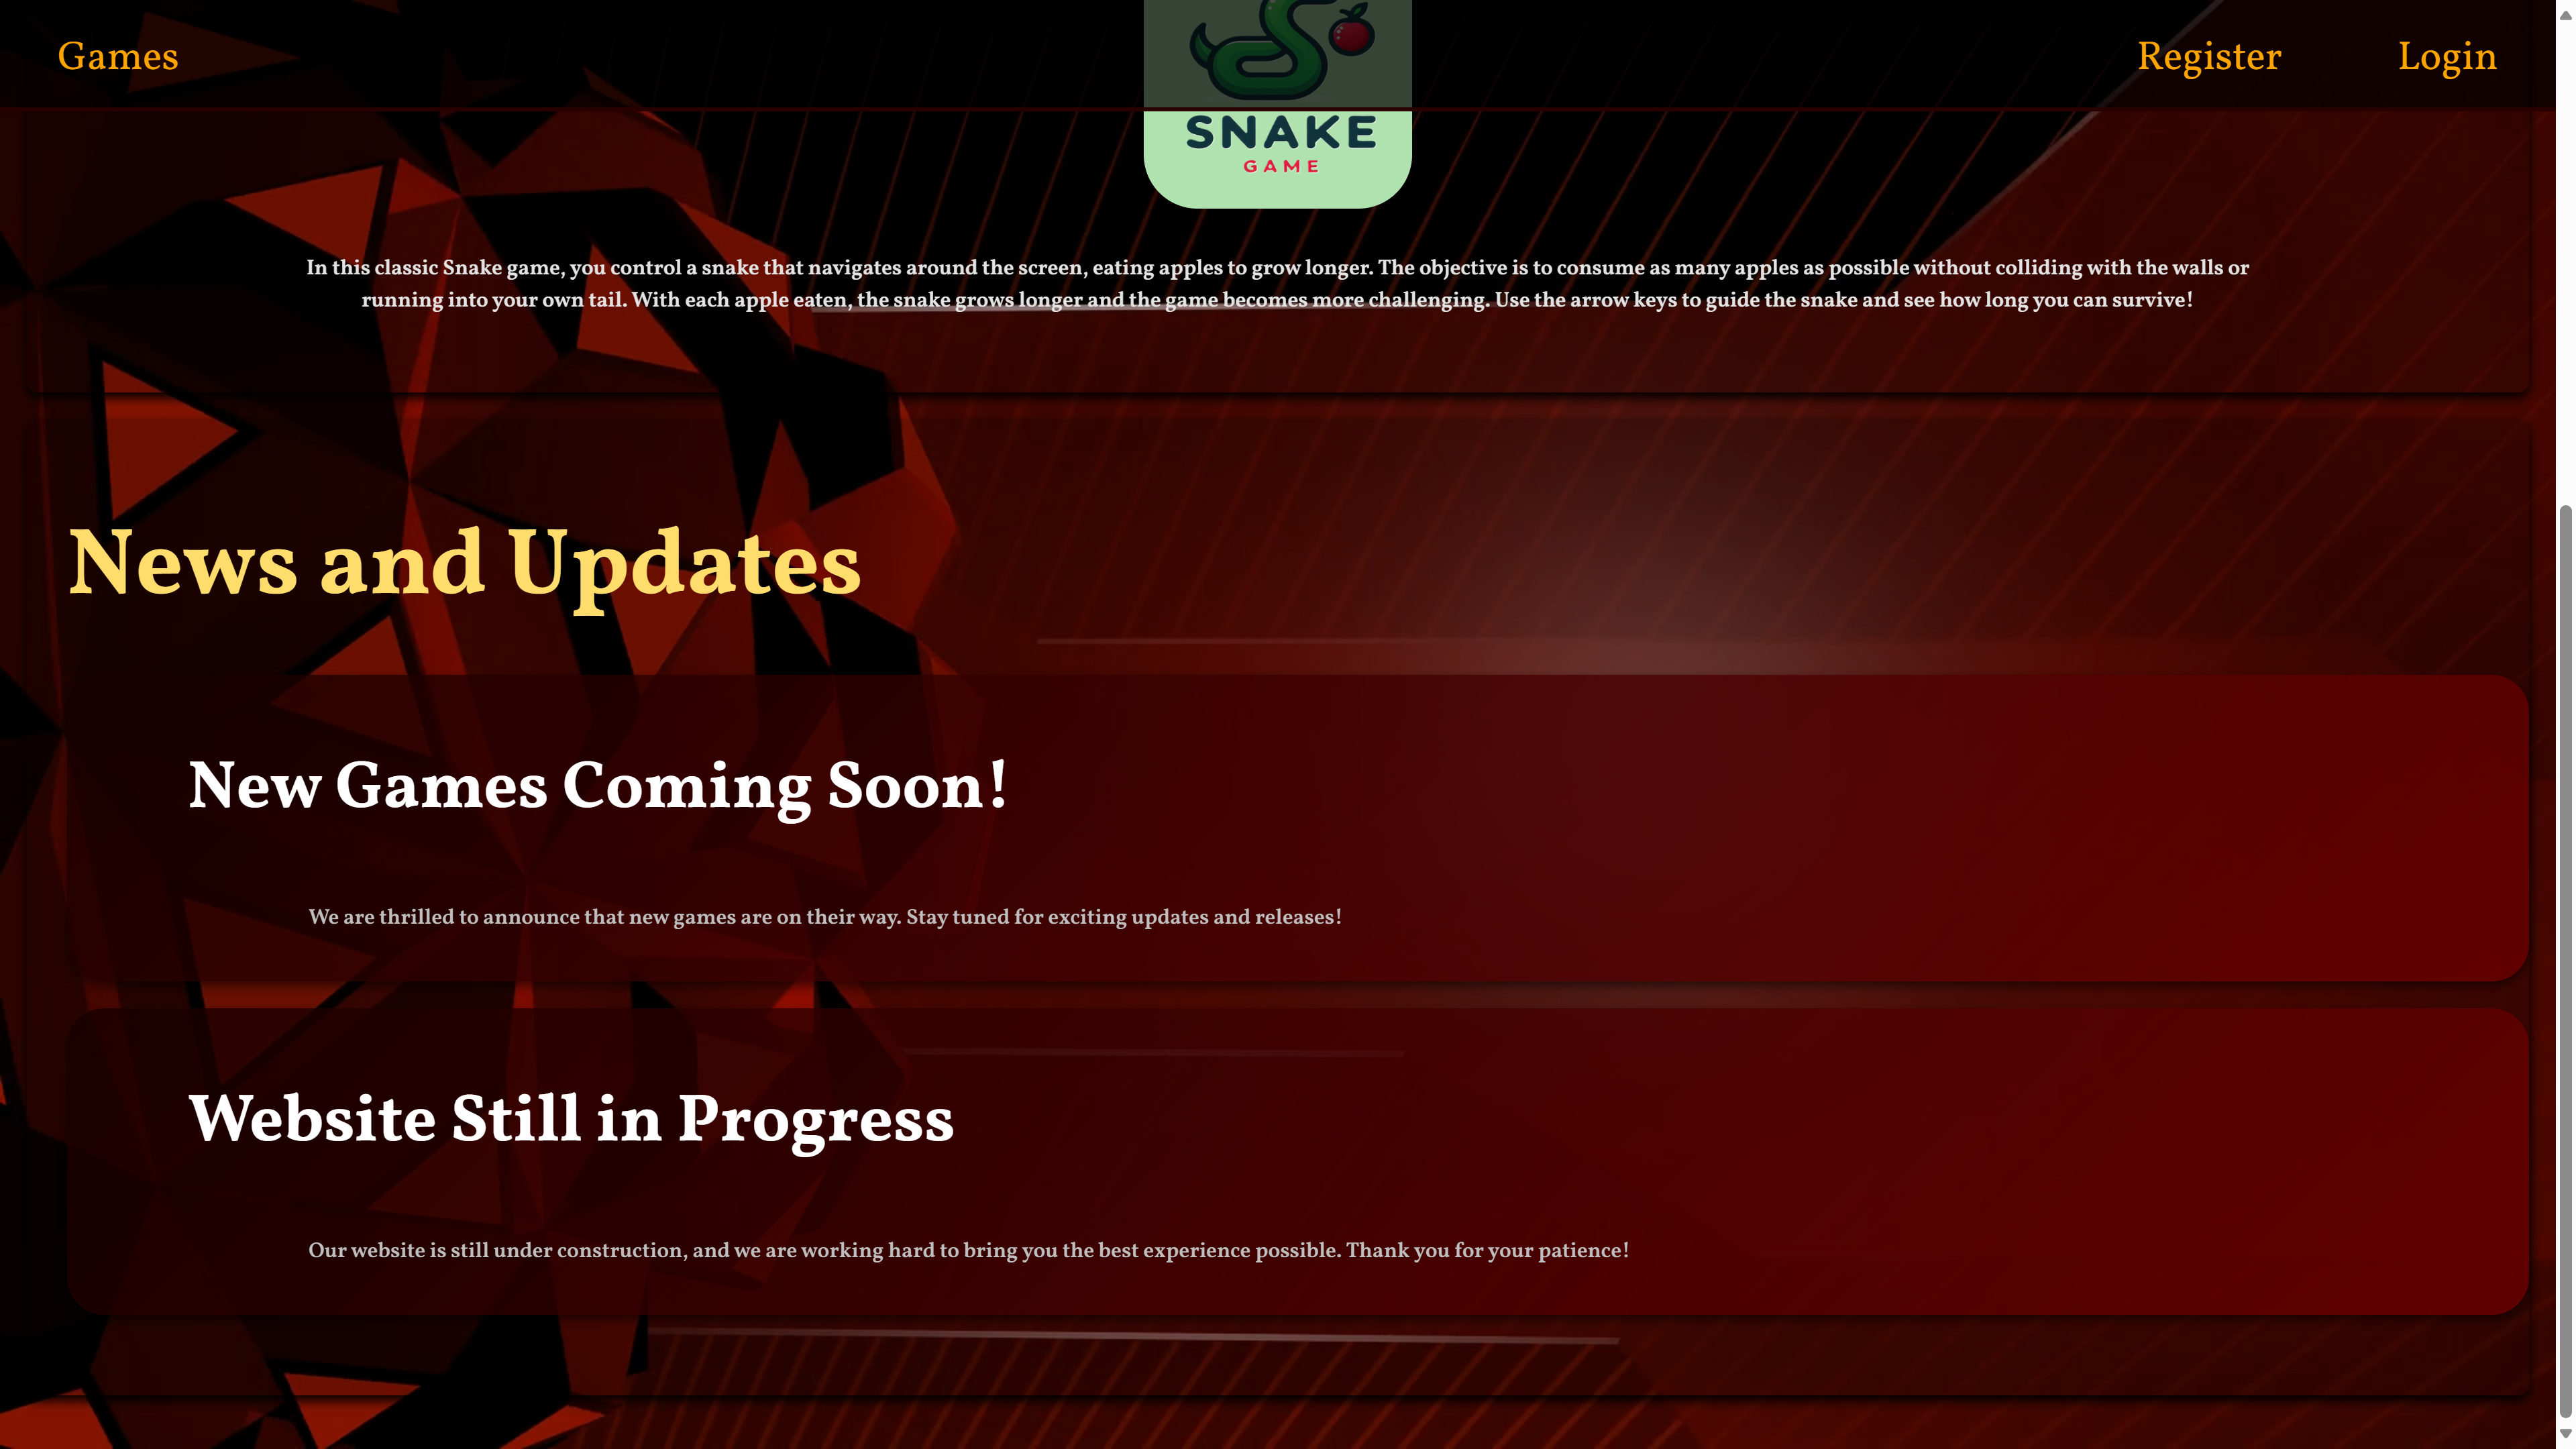 Games
Register
Login
SNAKE
GAME
In this classic Snake game, you control a snake that navigates around the screen, eating apples to grow longer. The objective is to consume as many apples as possible without colliding with the walls or
running into your own tail. With each apple eaten, the snake grows longer and the game becomes more challenging. Use the arrow keys to guide the snake and see how long you can survive!
News and Updates
New Games Coming Soon!
We are thrilled to announce that new games are on their way. Stay tuned for exciting updates and releases!
Website Still in Progress
Our website is still under construction, and we are working hard to bring you the best experience possible. Thank you for your patience!